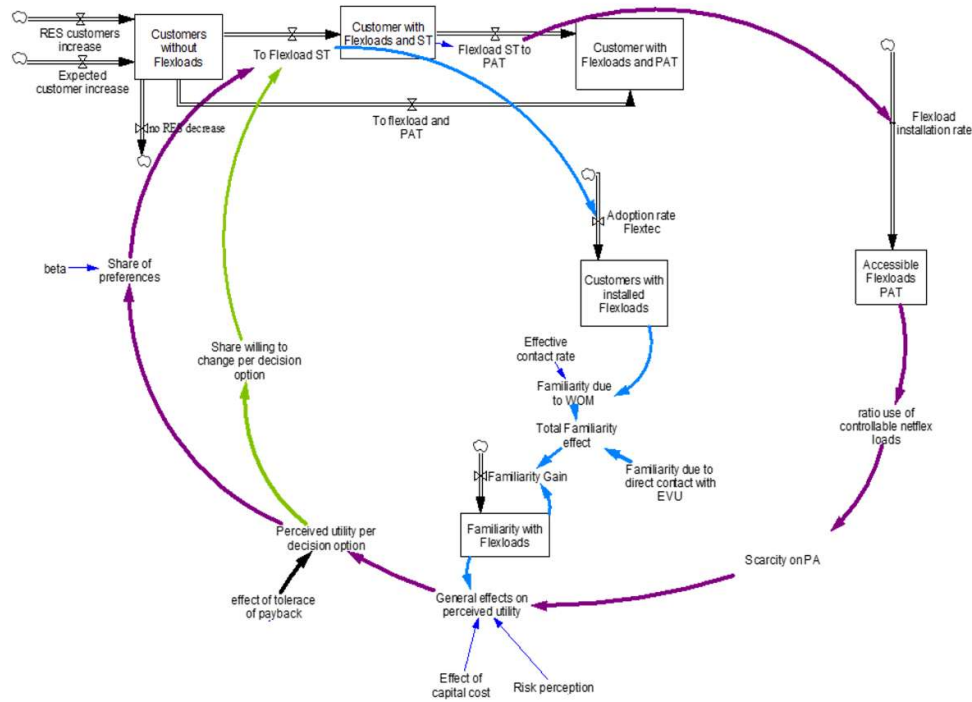 RES customers
increase
Expected
customer increase
Customers
without
Flexloads
no RES decrease
To Flexload ST
Customer with
Flexloads and ST
Flexload ST to
PAT
Customer with
Flexloads and PAT
To flexload and
PAT
Flexload
installation rate
Adoption rate
Flextec
beta
Share of
preferences
Customers with
installed
Flexloads
Accessible
Flexloads
PAT
Share willing to
change per decision
option
Effective
contact rate
Familiarity due
to WOM
Total Familiarity
effect
ratio use of
controllable netflex
loads
Familiarity Gain
Familiarity due to
direct contact with
EVU
Perceived utility per
decision option
Familiarity with
Flexloads
Scarcity on PA
effect of tolerace
of payback
General effects on
perceived utility
Effect of
capital cost
Risk perception